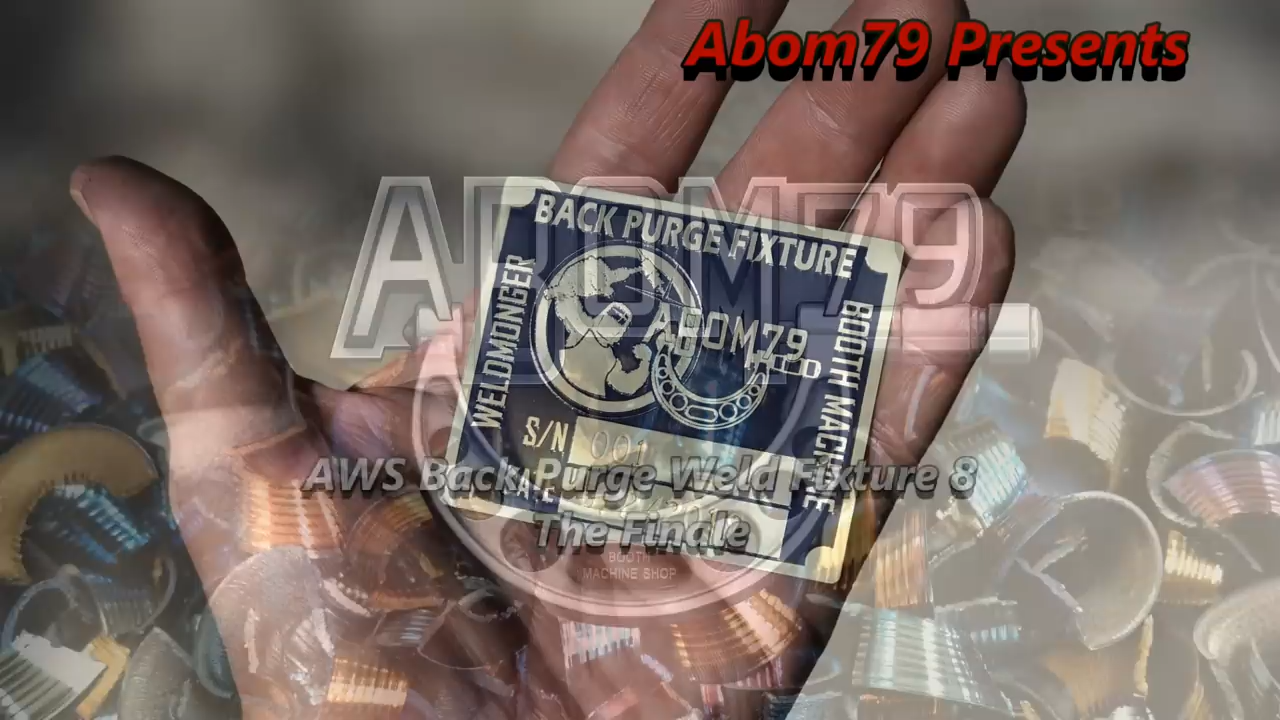 Abom79 Presents
ABOM79
BACK PURGE FIXTURE
WELDMONGER
ABOM79
BOOTH MACHINE
S/N 001
AWS Back Purge Weld Fixture 8
The Finale
BOOTH
MACHINE SHOP